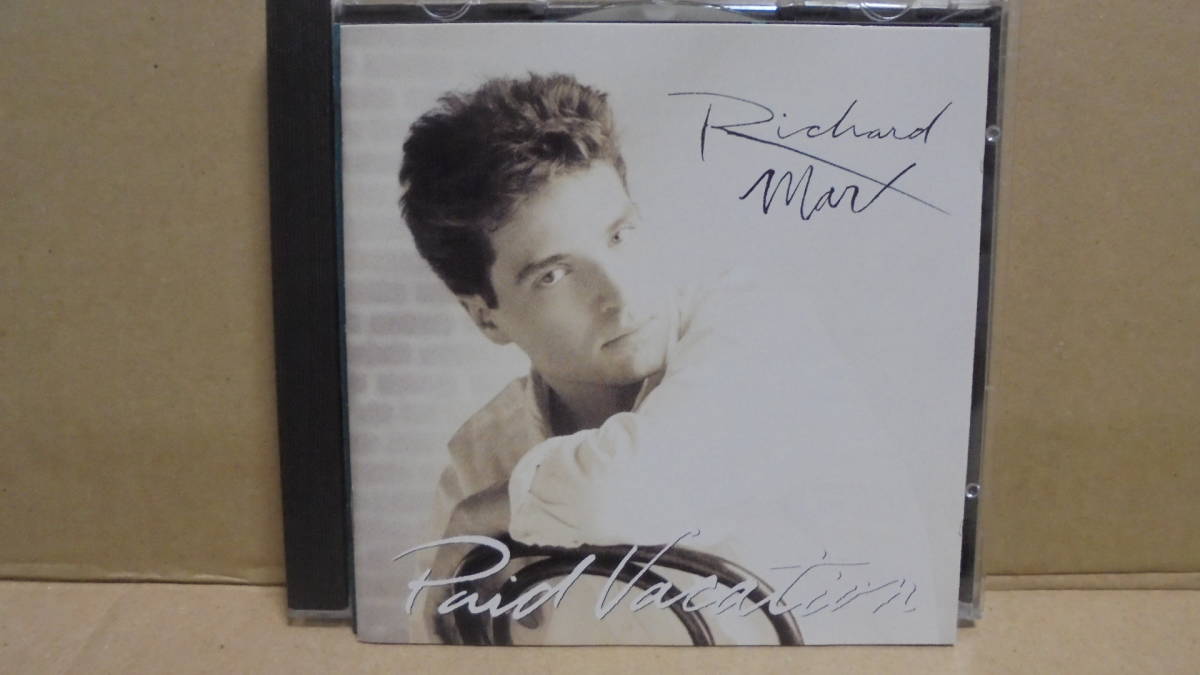 Richard
Marx
Paid Vacation